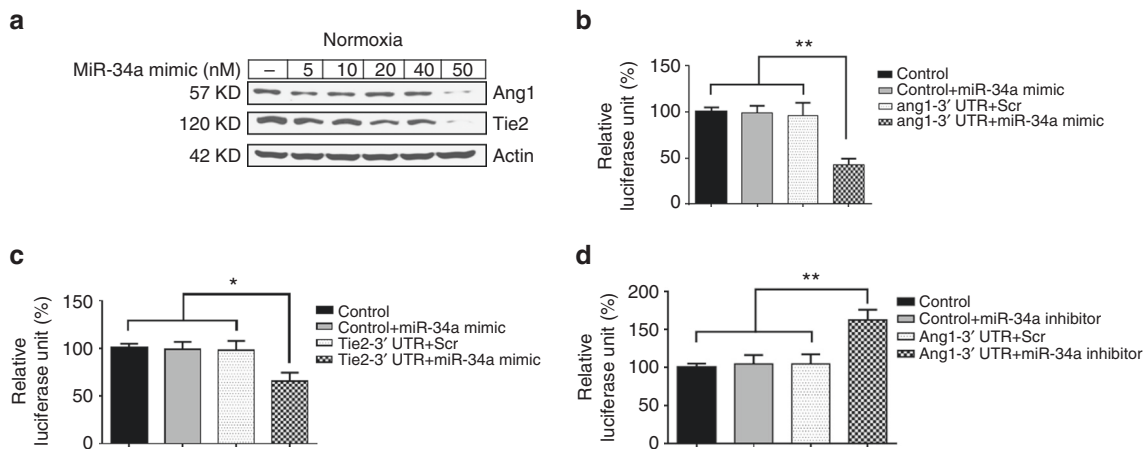 a
Normoxia
MiR-34a mimic (nM) – 5 10 20 40 50
57 KD Ang1
120 KD Tie2
42 KD Actin
b
**
Relative
luciferase unit (%)
150
100
50
0
Control
Control+miR-34a mimic
ang1-3′ UTR+Scr
ang1-3′ UTR+miR-34a mimic
c
*
Relative
luciferase unit (%)
150
100
50
0
Control
Control+miR-34a mimic
Tie2-3′ UTR+Scr
Tie2-3′ UTR+miR-34a mimic
d
**
Relative
luciferase unit (%)
200
150
100
50
0
Control
Control+miR-34a inhibitor
Ang1-3′ UTR+Scr
Ang1-3′ UTR+miR-34a inhibitor